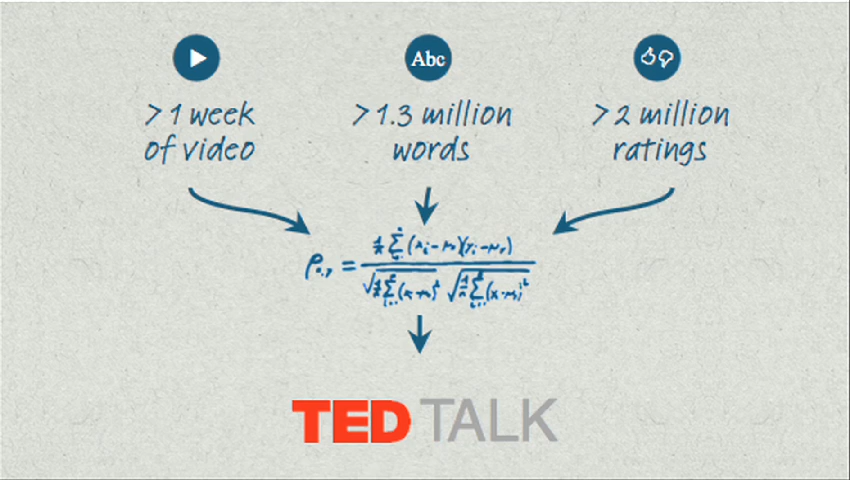 Abc
> 1 week
of video
> 1.3 million
words
> 2 million
ratings
TED TALK